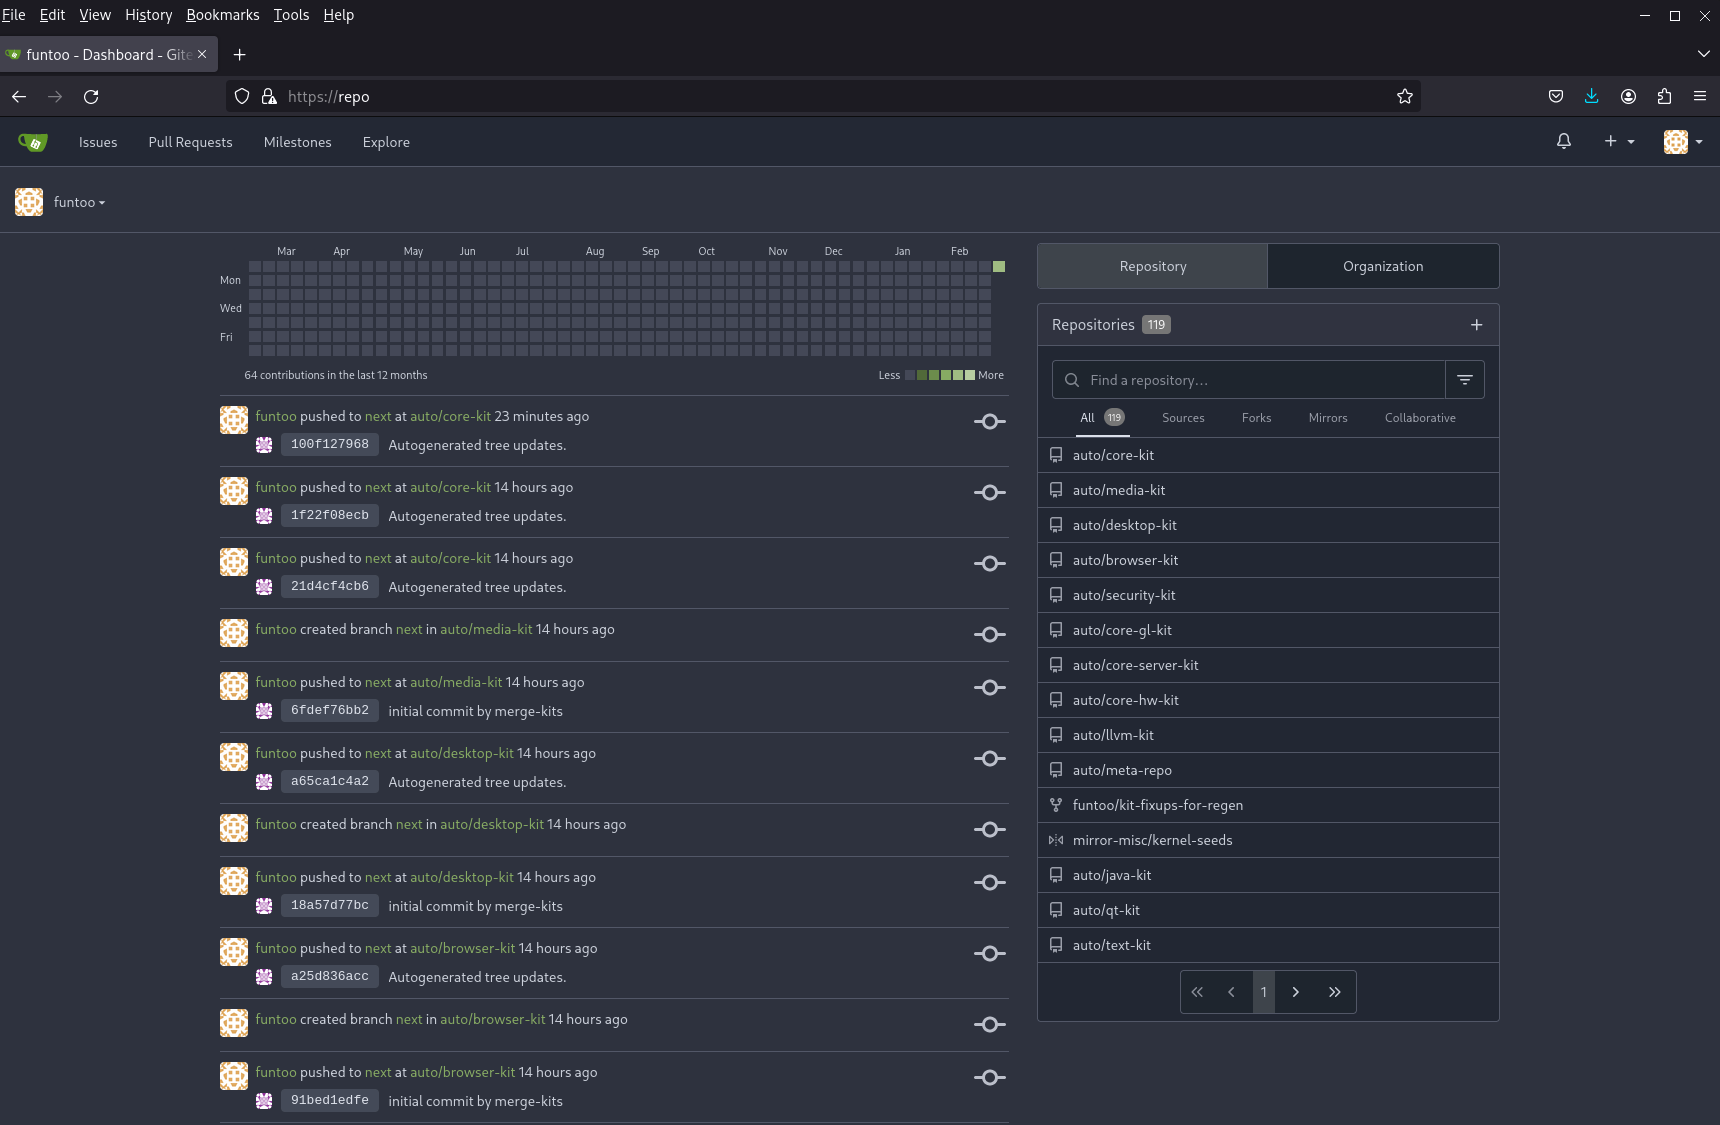 File Edit View History Bookmarks Tools Help
funtoo - Dashboard - Gite
https://repo
Issues Pull Requests Milestones Explore
funtoo
Mar Apr May Jun Jul Aug Sep Oct Nov Dec Jan Feb
Mon
Wed
Fri
64 contributions in the last 12 months Less More
funtoo pushed to next at auto/core-kit 23 minutes ago
100f127968 Autogenerated tree updates.
funtoo pushed to next at auto/core-kit 14 hours ago
1f22f08ecb Autogenerated tree updates.
funtoo pushed to next at auto/core-kit 14 hours ago
21d4cf4cb6 Autogenerated tree updates.
funtoo created branch next in auto/media-kit 14 hours ago
funtoo pushed to next at auto/media-kit 14 hours ago
6fdef76bb2 initial commit by merge-kits
funtoo pushed to next at auto/desktop-kit 14 hours ago
a65ca1c4a2 Autogenerated tree updates.
funtoo created branch next in auto/desktop-kit 14 hours ago
funtoo pushed to next at auto/desktop-kit 14 hours ago
18a57d77bc initial commit by merge-kits
funtoo pushed to next at auto/browser-kit 14 hours ago
a25d836acc Autogenerated tree updates.
funtoo created branch next in auto/browser-kit 14 hours ago
funtoo pushed to next at auto/browser-kit 14 hours ago
91bed1edfe initial commit by merge-kits
Repository Organization
Repositories 119
Find a repository...
All 119 Sources Forks Mirrors Collaborative
auto/core-kit
auto/media-kit
auto/desktop-kit
auto/browser-kit
auto/security-kit
auto/core-gl-kit
auto/core-server-kit
auto/core-hw-kit
auto/llvm-kit
auto/meta-repo
funtoo/kit-fixups-for-regen
mirror-misc/kernel-seeds
auto/java-kit
auto/qt-kit
auto/text-kit
1